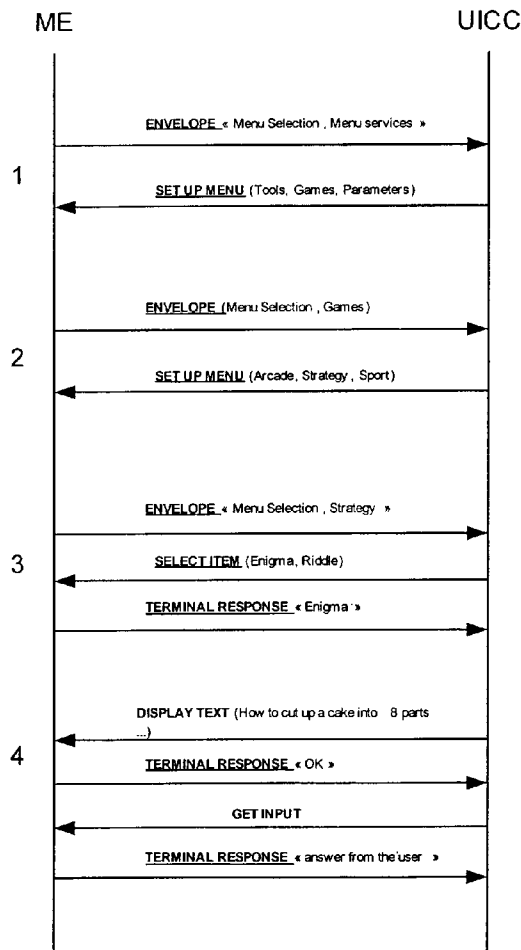 ME
UICC
ENVELOPE « Menu Selection , Menu services »
1
SET UP MENU (Tools, Games, Parameters)
ENVELOPE (Menu Selection , Games)
2
SET UP MENU (Arcade, Strategy , Sport)
ENVELOPE « Menu Selection , Strategy »
3
SELECT ITEM (Enigma, Riddle)
TERMINAL RESPONSE « Enigma »
DISPLAY TEXT (How to cut up a cake into 8 parts
...)
4
TERMINAL RESPONSE « OK »
GET INPUT
TERMINAL RESPONSE « answer from the user »